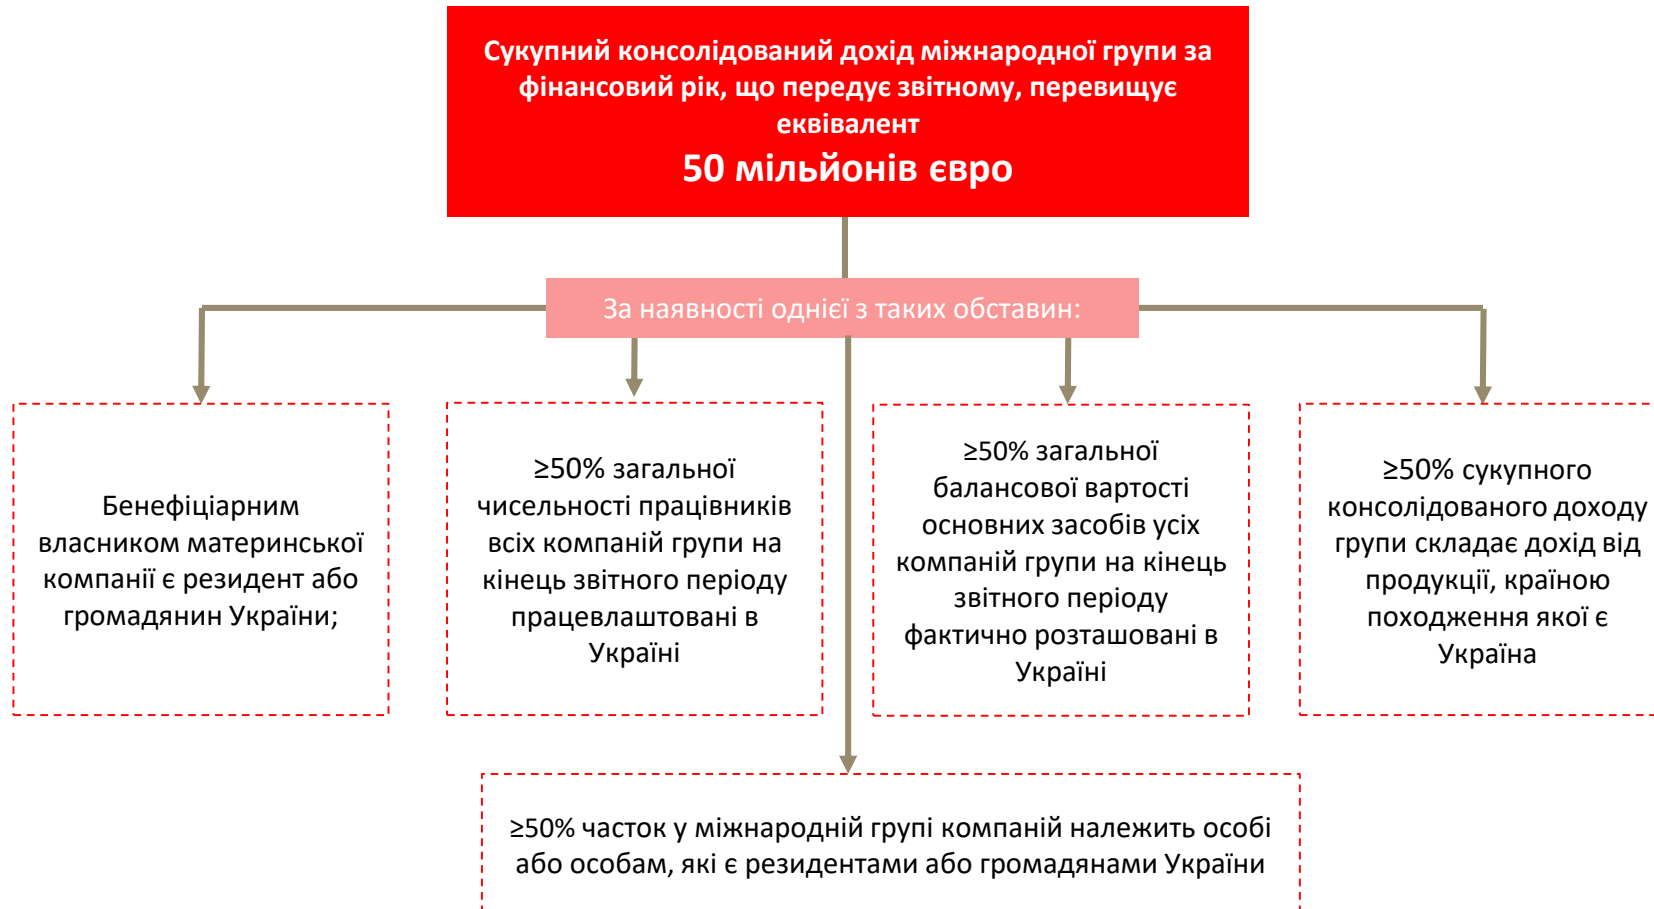 Сукупний консолідований дохід міжнародної групи за
фінансовий рік, що передує звітному, перевищує
еквівалент
50 мільйонів євро
За наявності однієї з таких обставин:
Бенефіціарним
власником материнської
компанії є резидент або
громадянин України;
≥50% загальної
чисельності працівників
всіх компаній групи на
кінець звітного періоду
працевлаштовані в
Україні
≥50% загальної
балансової вартості
основних засобів усіх
компаній групи на кінець
звітного періоду
фактично розташовані в
Україні
≥50% сукупного
консолідованого доходу
групи складає дохід від
продукції, країною
походження якої є
Україна
≥50% часток у міжнародній групі компаній належить особі
або особам, які є резидентами або громадянами України